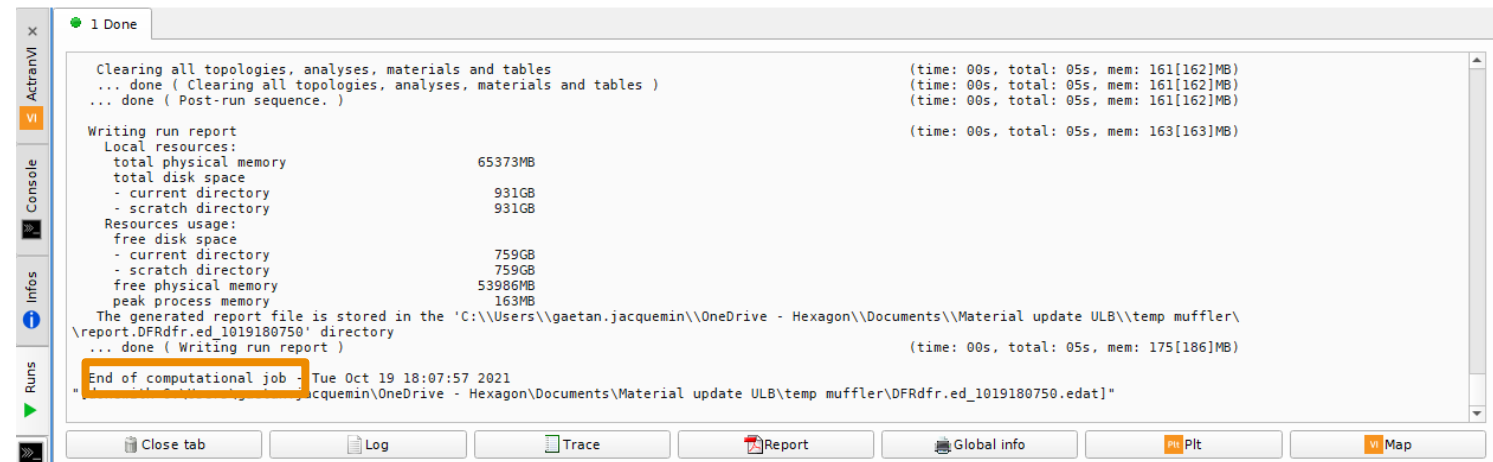 1 Done
ActranVI
VI
Console
Infos
Runs
Clearing all topologies, analyses, materials and tables (time: 00s, total: 05s, mem: 161[162]MB)
... done ( Clearing all topologies, analyses, materials and tables ) (time: 00s, total: 05s, mem: 161[162]MB)
... done ( Post-run sequence. ) (time: 00s, total: 05s, mem: 161[162]MB)
Writing run report (time: 00s, total: 05s, mem: 163[163]MB)
Local resources:
total physical memory 65373MB
total disk space
- current directory 931GB
- scratch directory 931GB
Resources usage:
free disk space
- current directory 759GB
- scratch directory 759GB
free physical memory 53986MB
peak process memory 163MB
The generated report file is stored in the 'C:\\Users\\gaetan.jacquemin\\OneDrive - Hexagon\\Documents\\Material update ULB\\temp muffler\
\report.DFRdfr.ed_1019180750' directory
... done ( Writing run report ) (time: 00s, total: 05s, mem: 175[186]MB)
End of computational job - Tue Oct 19 18:07:57 2021
jacquemin\OneDrive - Hexagon\Documents\Material update ULB\temp muffler\DFRdfr.ed_1019180750.edat]"
Close tab Log Trace Report Global info Plt Plt VI Map